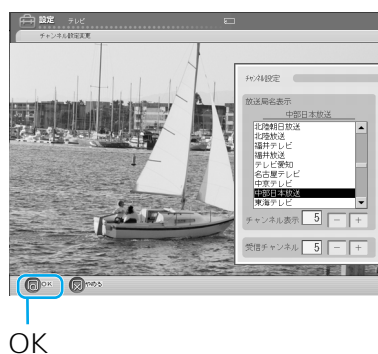 設定 テレビ
チャンネル設定変更
チャンネル設定
放送局名表示
中部日本放送
北陸朝日放送
北陸放送
福井テレビ
福井放送
テレビ愛知
名古屋テレビ
中京テレビ
中部日本放送
東海テレビ
チャンネル表示 5 － ＋
受信チャンネル 5 － ＋
OK やめる
OK